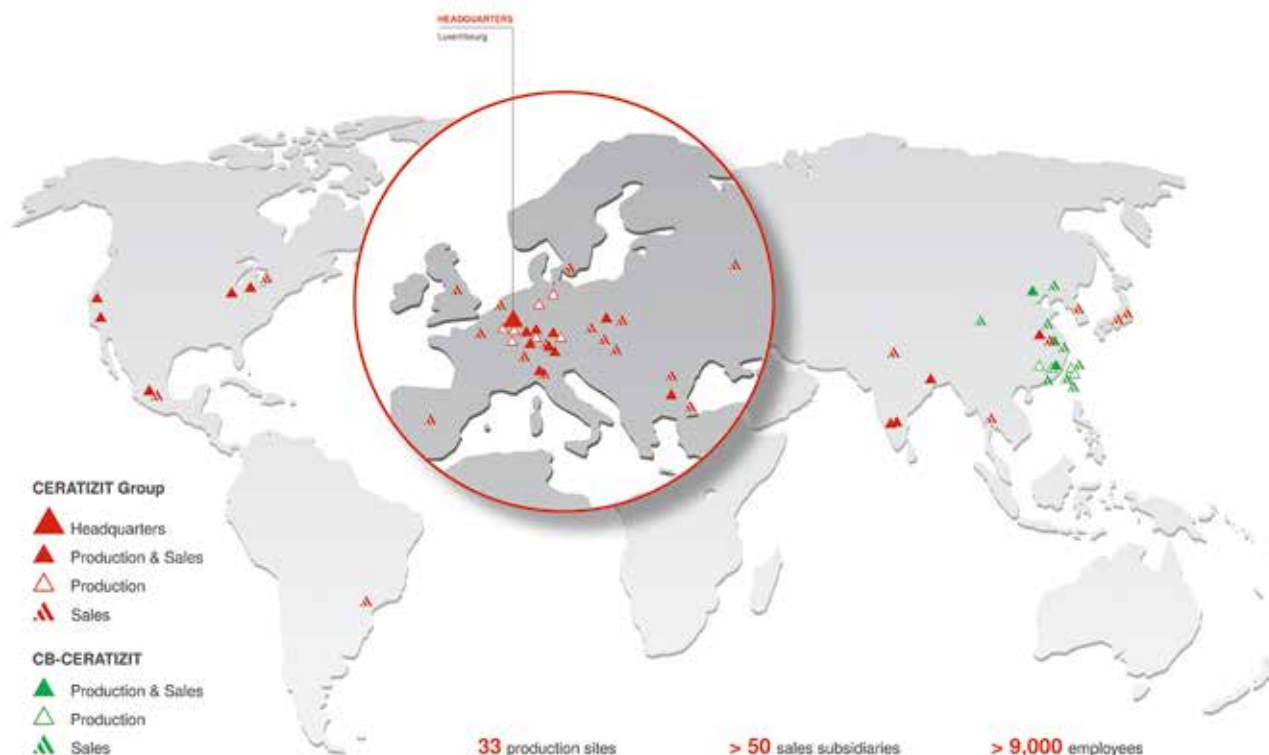 HEADQUARTERS
Luxembourg
CERATIZIT Group
Headquarters
Production & Sales
Production
Sales
CB-CERATIZIT
Production & Sales
Production
Sales
33 production sites
> 50 sales subsidiaries
> 9,000 employees